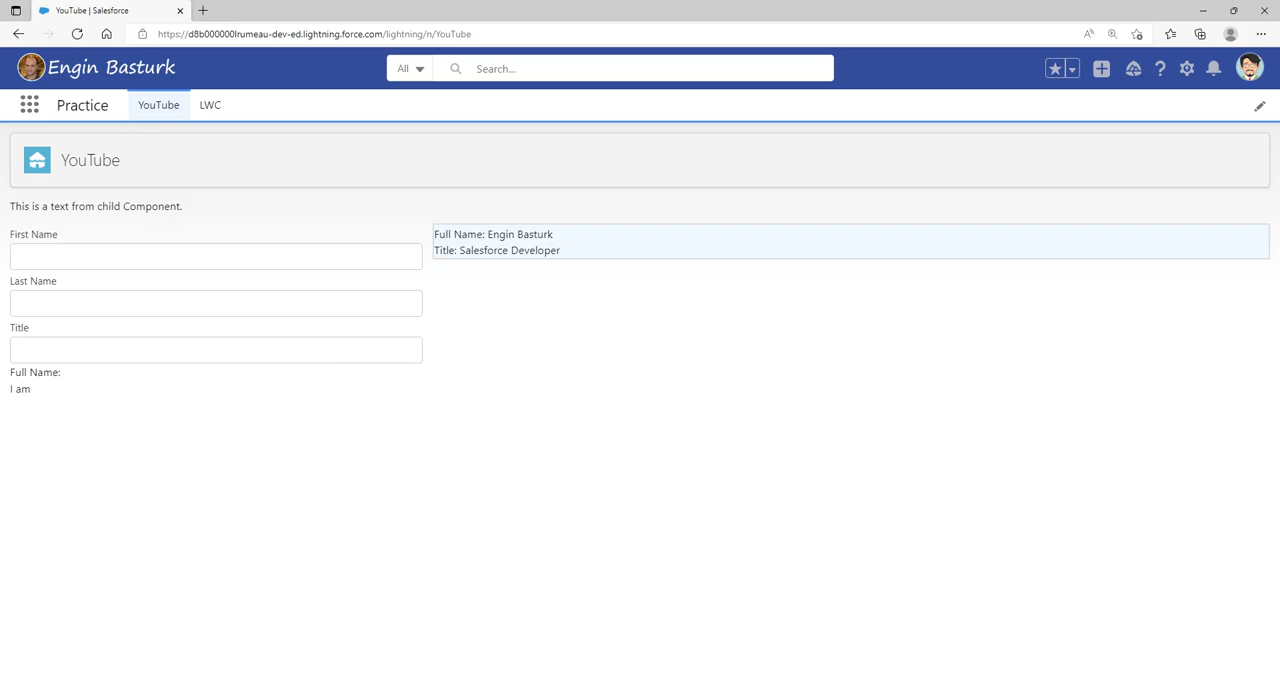 YouTube | Salesforce
https://d8b000000lrumeau-dev-ed.lightning.force.com/lightning/n/YouTube
Engin Basturk
All
Search...
Practice
YouTube
LWC
YouTube
This is a text from child Component.
First Name
Full Name: Engin Basturk
Title: Salesforce Developer
Last Name
Title
Full Name:
I am